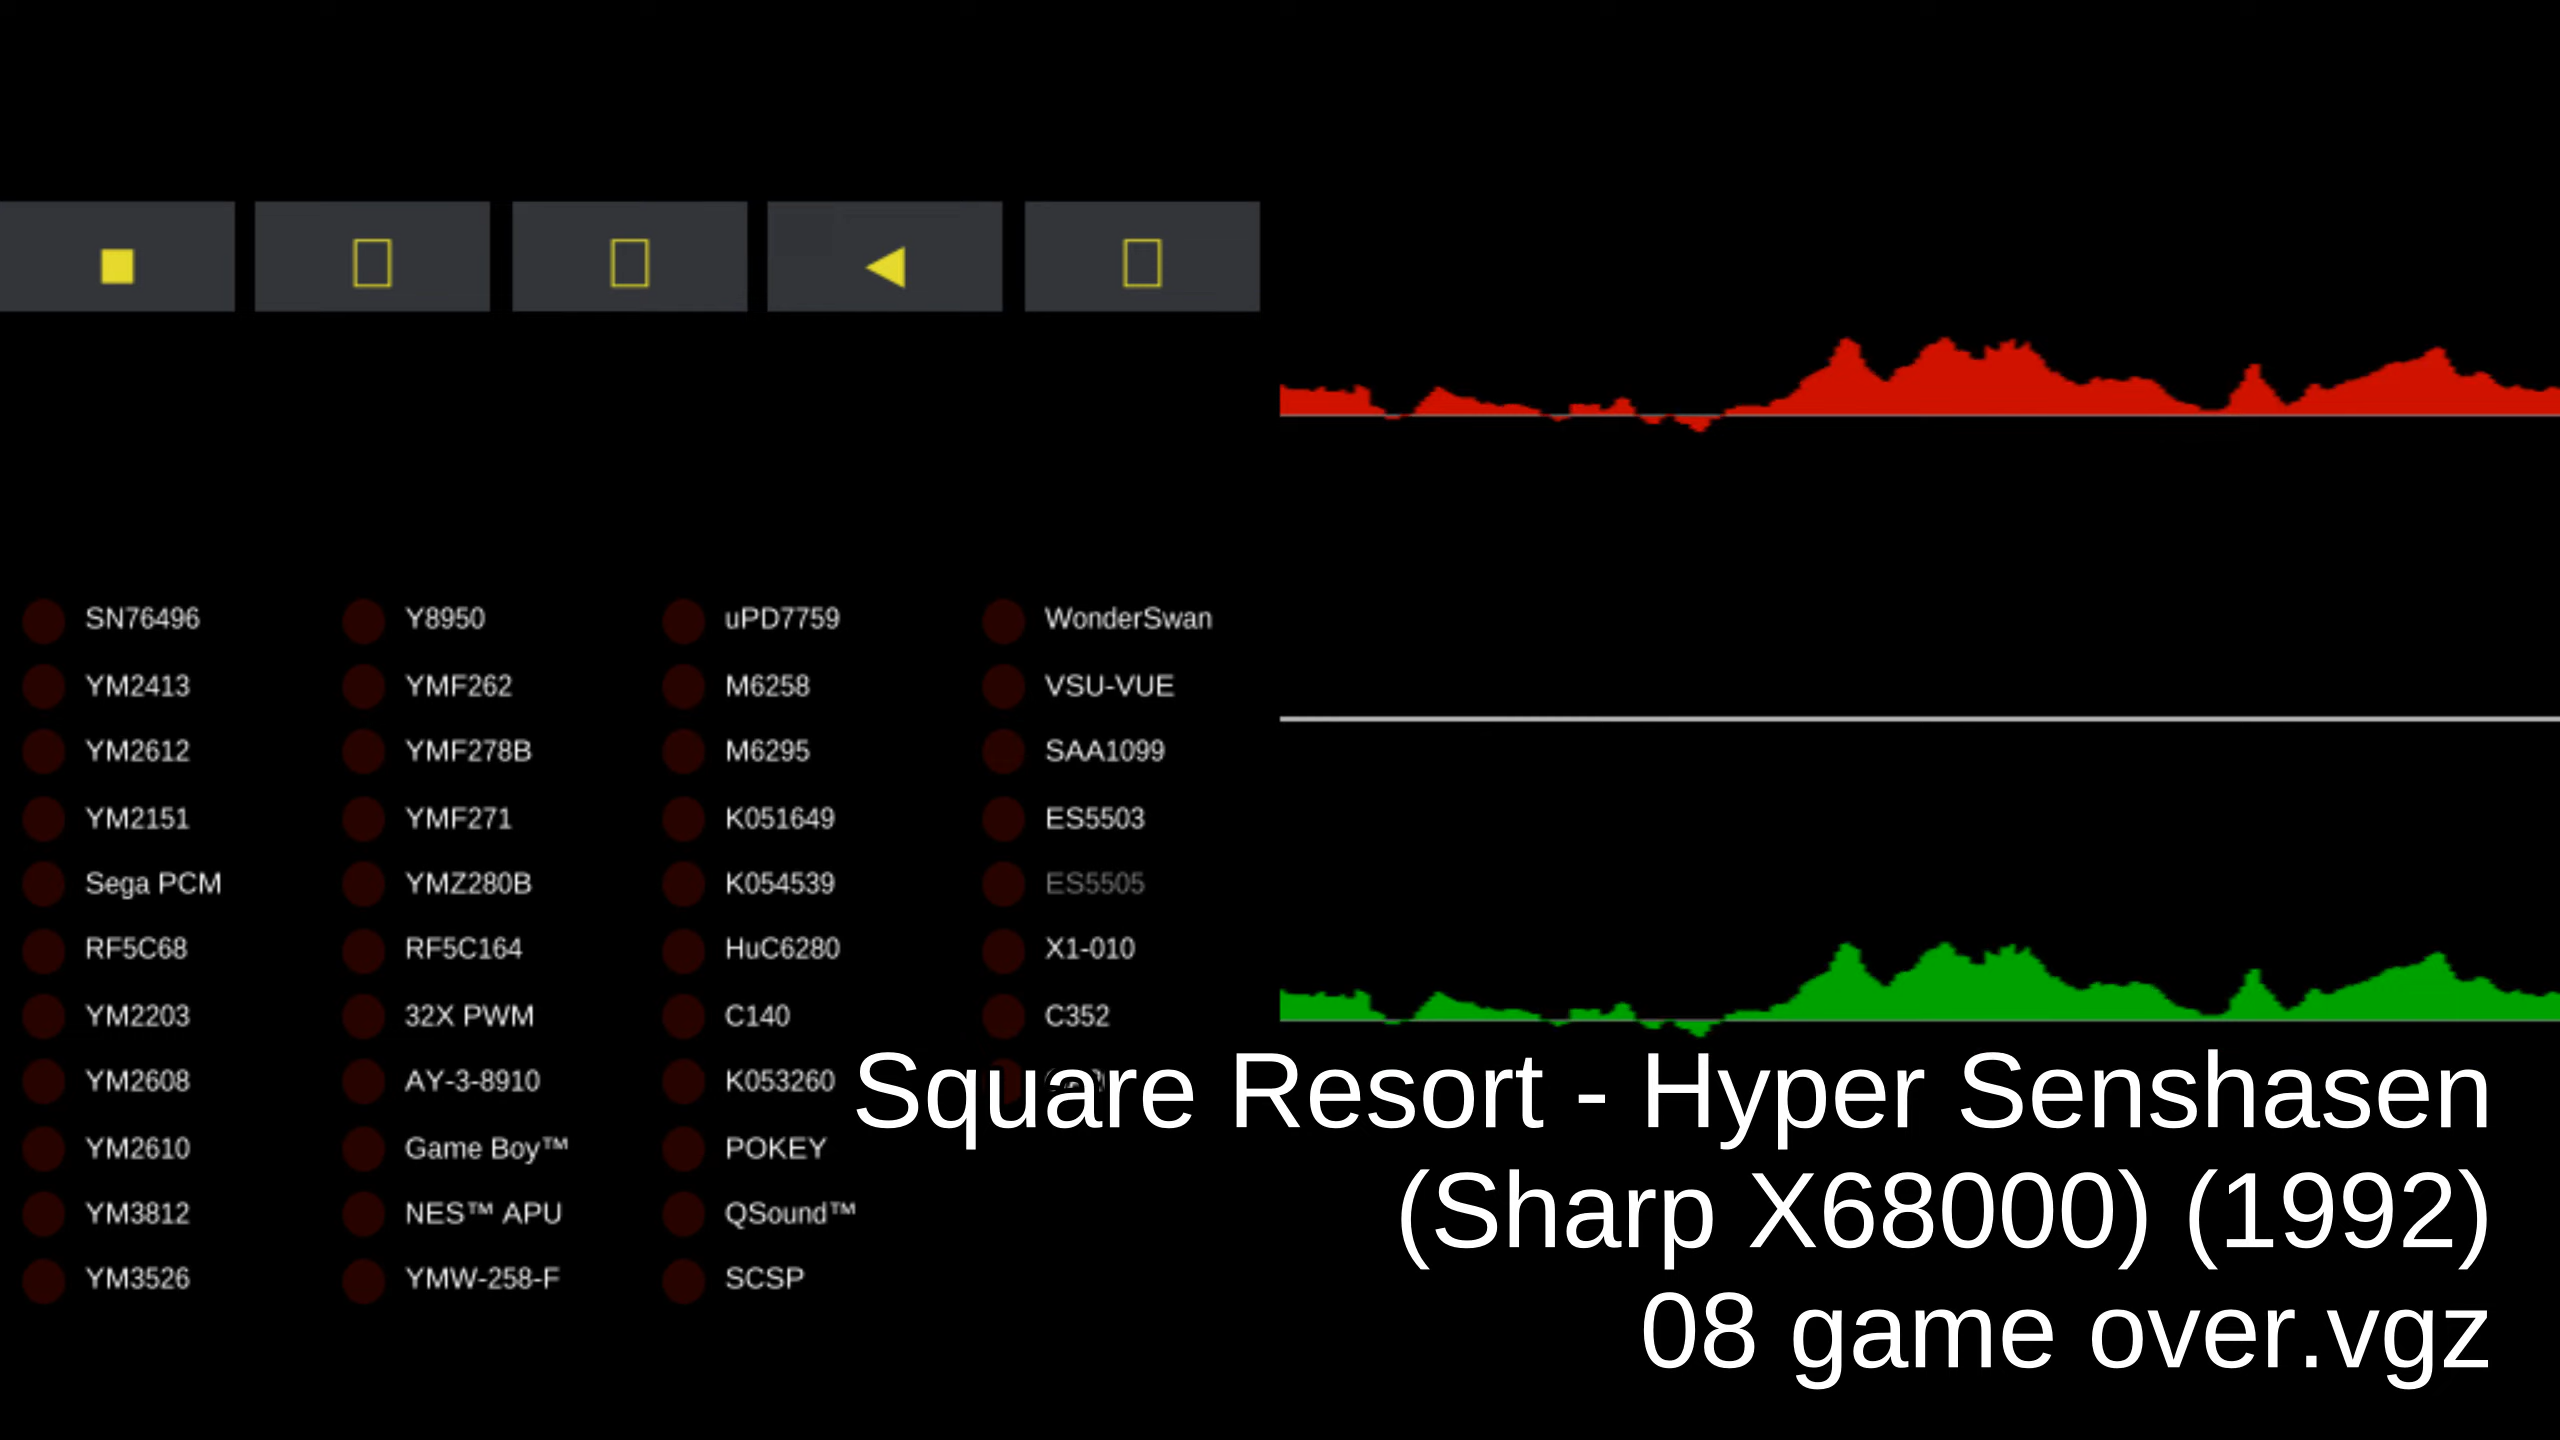 SN76496
YM2413
YM2612
YM2151
Sega PCM
RF5C68
YM2203
YM2608
YM2610
YM3812
YM3526
Y8950
YMF262
YMF278B
YMF271
YMZ280B
RF5C164
32X PWM
AY-3-8910
Game Boy™
NES™ APU
YMW-258-F
uPD7759
M6258
M6295
K051649
K054539
HuC6280
C140
K053260
POKEY
QSound™
SCSP
WonderSwan
VSU-VUE
SAA1099
ES5503
ES5505
X1-010
C352
Square Resort - Hyper Senshasen
(Sharp X68000) (1992)
08 game over.vgz